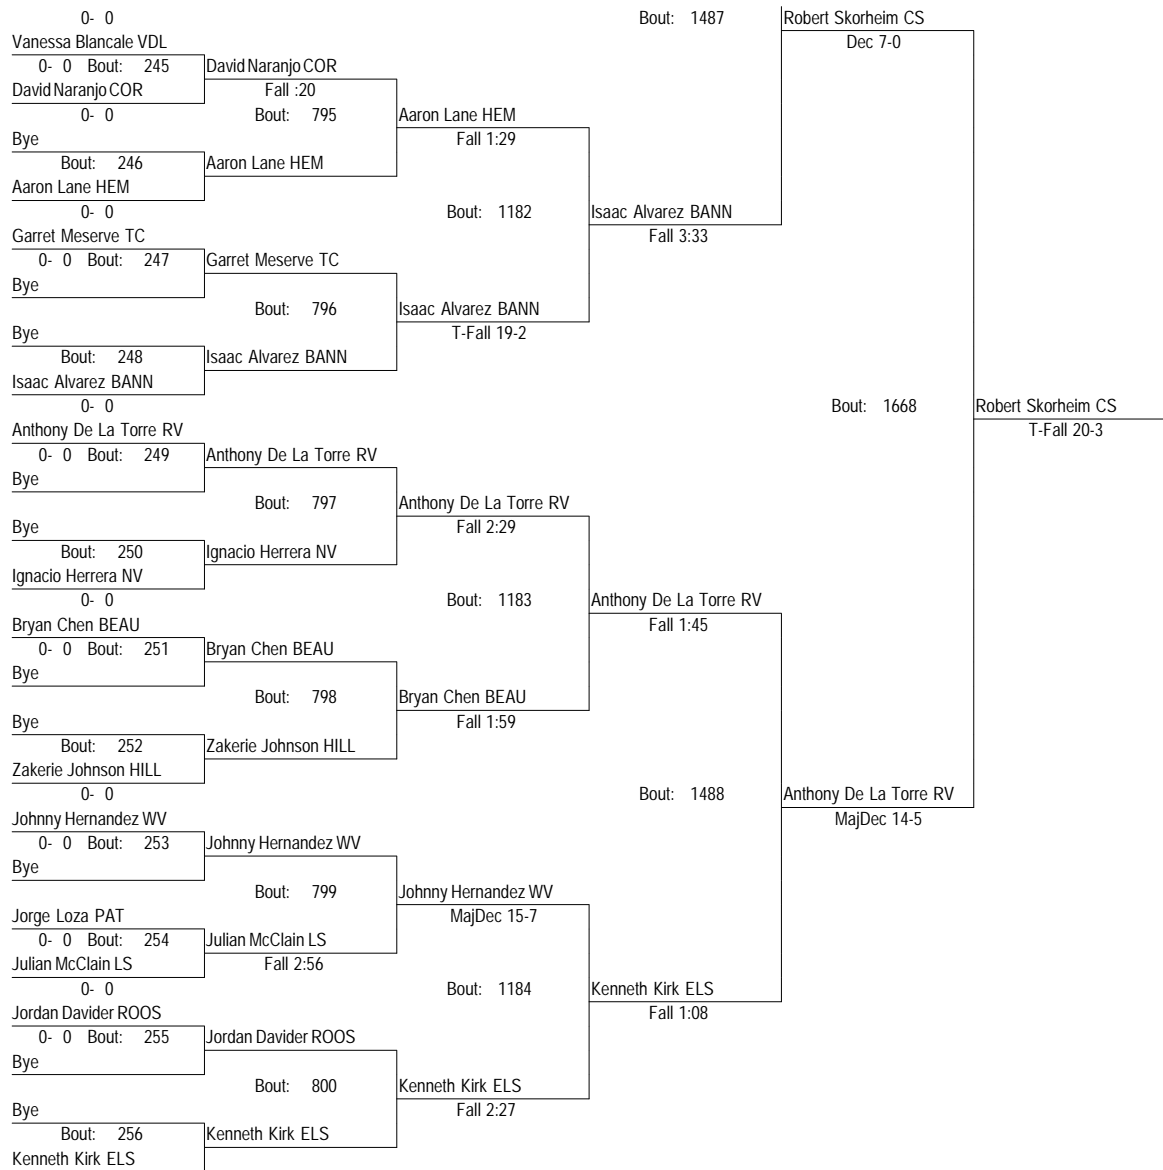 0- 0 Bout: 1487 Robert Skorheim CS
Vanessa Blancale VDL Dec 7-0
0- 0 Bout: 245 David Naranjo COR
David Naranjo COR Fall :20
0- 0 Bout: 795 Aaron Lane HEM
Bye Fall 1:29
Bout: 246 Aaron Lane HEM
Aaron Lane HEM
0- 0 Bout: 1182 Isaac Alvarez BANN
Garret Meserve TC Fall 3:33
0- 0 Bout: 247 Garret Meserve TC
Bye
Bout: 796 Isaac Alvarez BANN
Bye T-Fall 19-2
Bout: 248 Isaac Alvarez BANN
Isaac Alvarez BANN
0- 0 Bout: 1668 Robert Skorheim CS
Anthony De La Torre RV T-Fall 20-3
0- 0 Bout: 249 Anthony De La Torre RV
Bye
Bout: 797 Anthony De La Torre RV
Bye Fall 2:29
Bout: 250 Ignacio Herrera NV
Ignacio Herrera NV
0- 0 Bout: 1183 Anthony De La Torre RV
Bryan Chen BEAU Fall 1:45
0- 0 Bout: 251 Bryan Chen BEAU
Bye
Bout: 798 Bryan Chen BEAU
Bye Fall 1:59
Bout: 252 Zakerie Johnson HILL
Zakerie Johnson HILL
0- 0 Bout: 1488 Anthony De La Torre RV
Johnny Hernandez WV MajDec 14-5
0- 0 Bout: 253 Johnny Hernandez WV
Bye
Bout: 799 Johnny Hernandez WV
Jorge Loza PAT MajDec 15-7
0- 0 Bout: 254 Julian McClain LS
Julian McClain LS Fall 2:56
0- 0 Bout: 1184 Kenneth Kirk ELS
Jordan Davider ROOS Fall 1:08
0- 0 Bout: 255 Jordan Davider ROOS
Bye
Bout: 800 Kenneth Kirk ELS
Bye Fall 2:27
Bout: 256 Kenneth Kirk ELS
Kenneth Kirk ELS